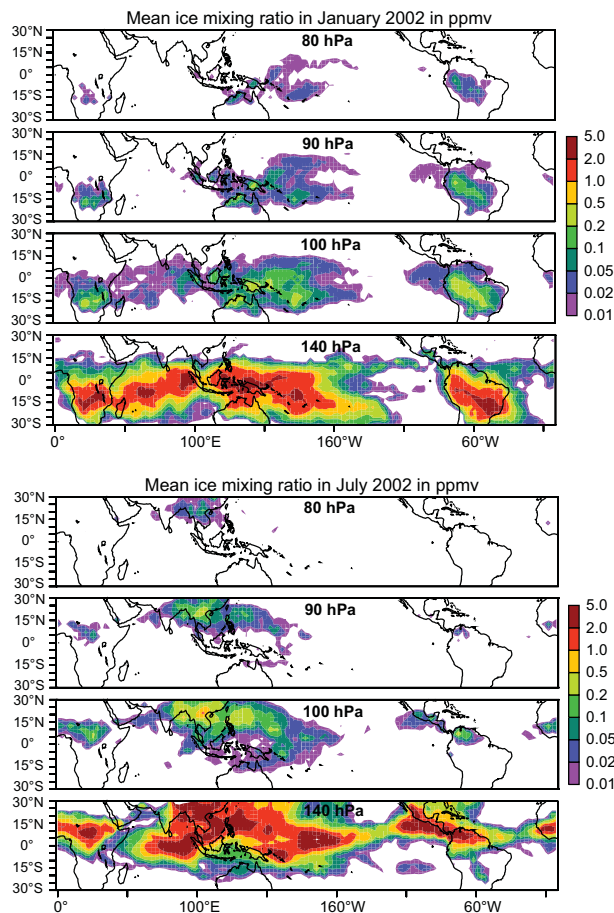 Mean ice mixing ratio in January 2002 in ppmv
30°N
15°N
0°
15°S
30°S
80 hPa
30°N
15°N
0°
15°S
30°S
90 hPa
30°N
15°N
0°
15°S
30°S
100 hPa
30°N
15°N
0°
15°S
30°S
140 hPa
0° 100°E 160°W 60°W
5.0
2.0
1.0
0.5
0.2
0.1
0.05
0.02
0.01
Mean ice mixing ratio in July 2002 in ppmv
30°N
15°N
0°
15°S
30°S
80 hPa
30°N
15°N
0°
15°S
30°S
90 hPa
30°N
15°N
0°
15°S
30°S
100 hPa
30°N
15°N
0°
15°S
30°S
140 hPa
0° 100°E 160°W 60°W
5.0
2.0
1.0
0.5
0.2
0.1
0.05
0.02
0.01